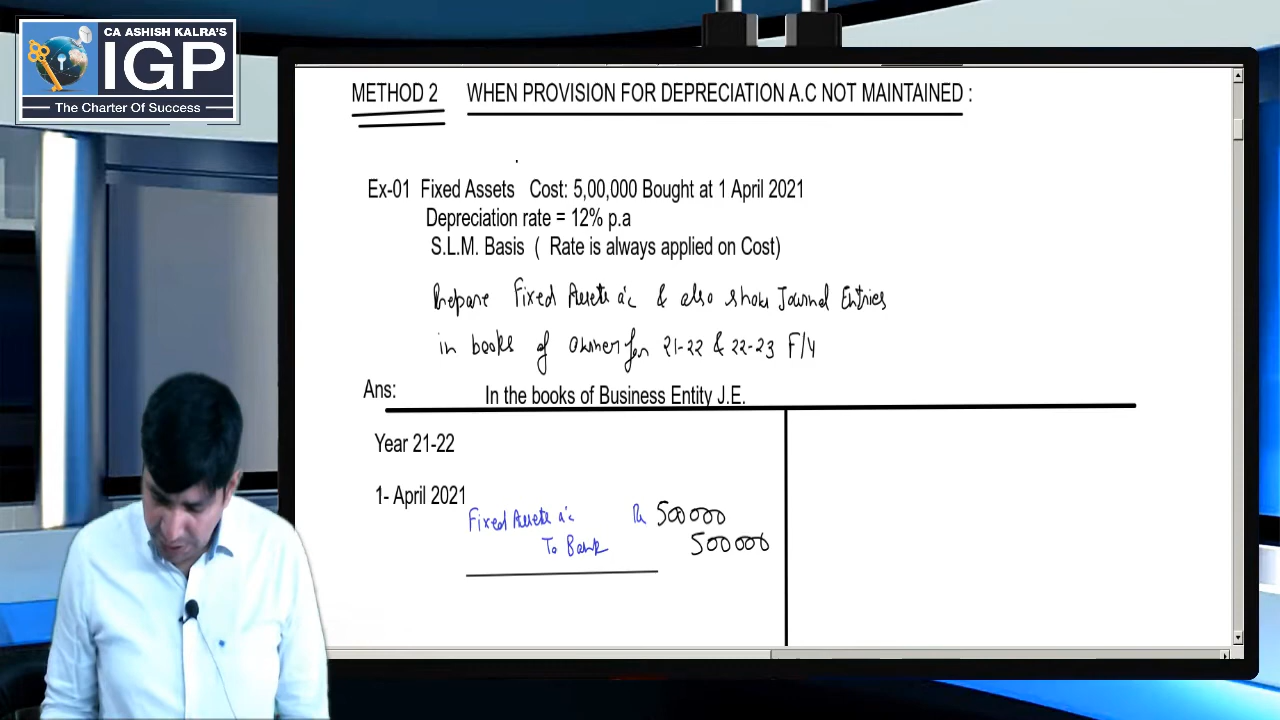 CA ASHISH KALRA'S
IGP
The Charter Of Success
METHOD 2 WHEN PROVISION FOR DEPRECIATION A.C NOT MAINTAINED :
Ex-01 Fixed Assets Cost: 5,00,000 Bought at 1 April 2021
Depreciation rate = 12% p.a
S.L.M. Basis ( Rate is always applied on Cost)
Prepare Fixed Assets a/c & also show Journal Entries
in books of owner for 21-22 & 22-23 F/Y
Ans: In the books of Business Entity J.E.
Year 21-22
1- April 2021
Fixed Assets a/c 500000
To Bank 500000